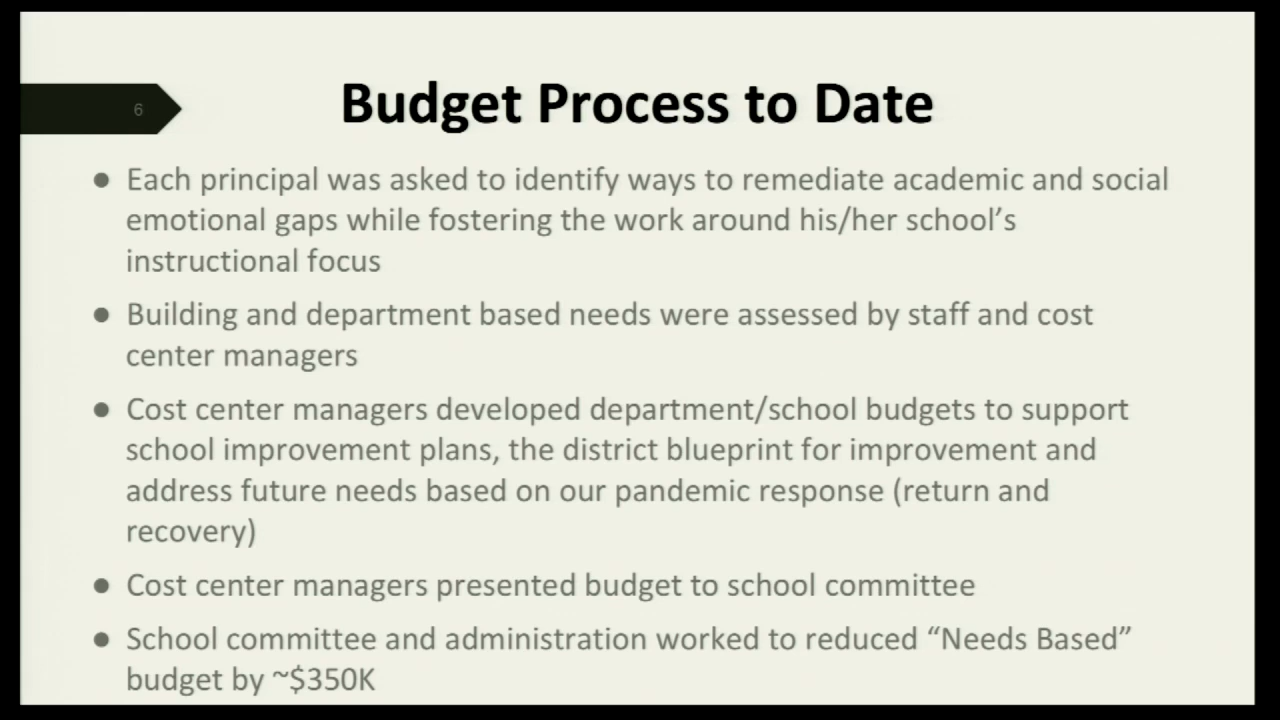 6
Budget Process to Date
● Each principal was asked to identify ways to remediate academic and social
emotional gaps while fostering the work around his/her school’s
instructional focus
● Building and department based needs were assessed by staff and cost
center managers
● Cost center managers developed department/school budgets to support
school improvement plans, the district blueprint for improvement and
address future needs based on our pandemic response (return and
recovery)
● Cost center managers presented budget to school committee
● School committee and administration worked to reduced “Needs Based”
budget by ~$350K